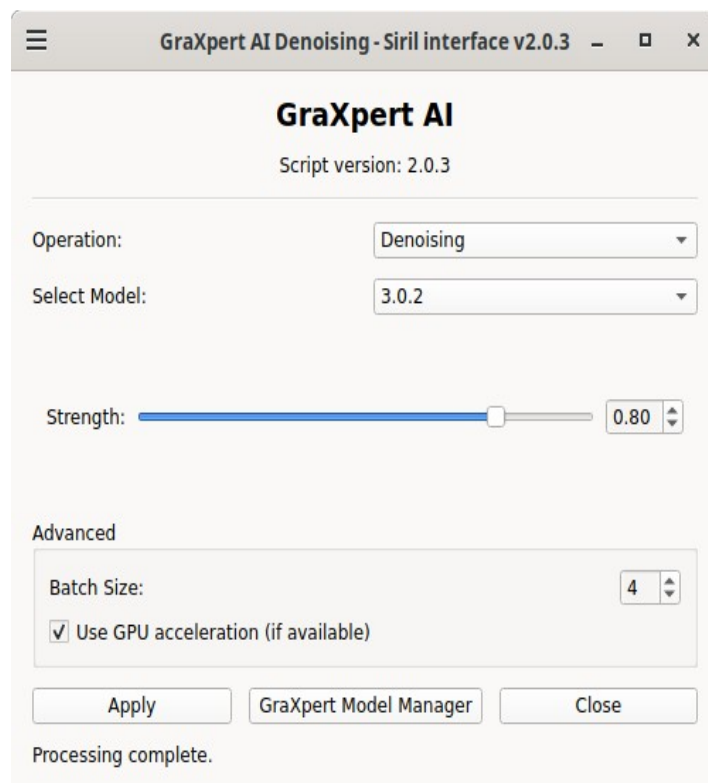 GraXpert AI Denoising - Siril interface v2.0.3
GraXpert AI
Script version: 2.0.3
Operation: Denoising
Select Model: 3.0.2
Strength: 0.80
Advanced
Batch Size: 4
Use GPU acceleration (if available)
Apply GraXpert Model Manager Close
Processing complete.